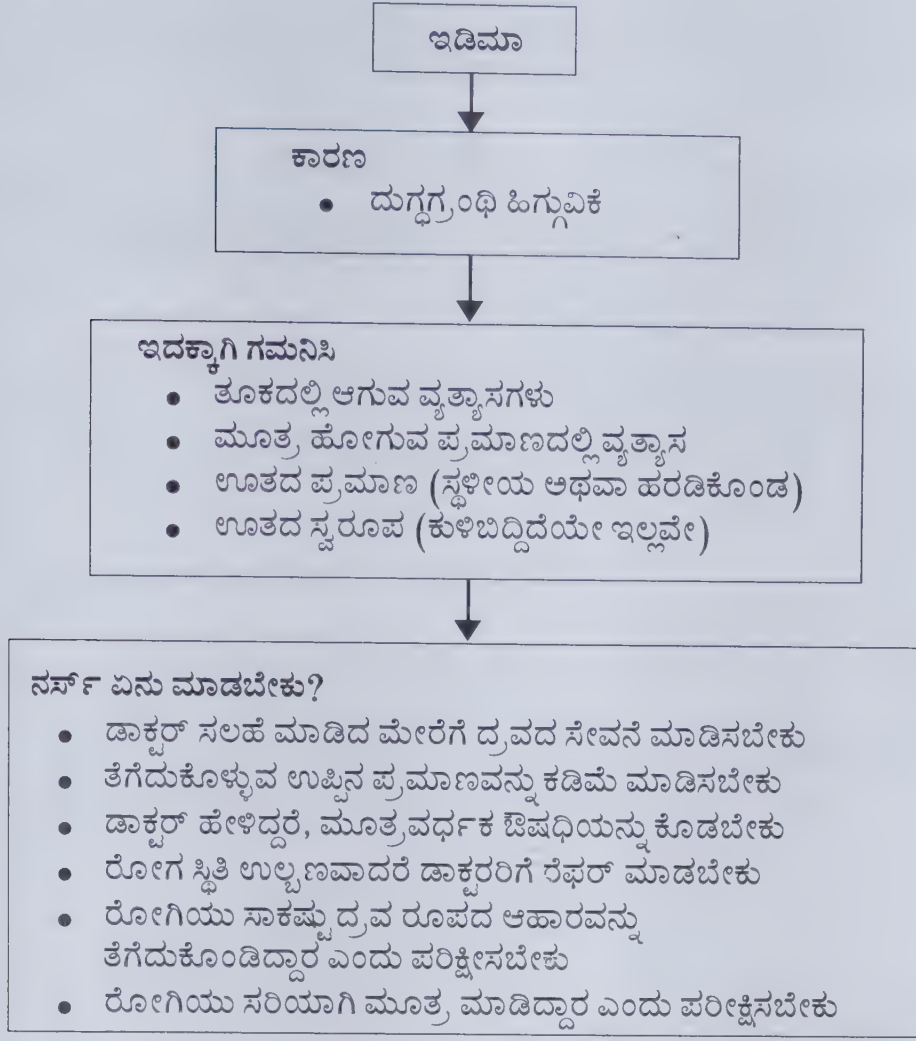 ಇಡಿಮಾ
ಕಾರಣ
• ದುಗ್ಧಗ್ರಂಥಿ ಹಿಗ್ಗುವಿಕೆ
ಇದಕ್ಕಾಗಿ ಗಮನಿಸಿ
• ತೂಕದಲ್ಲಿ ಆಗುವ ವ್ಯತ್ಯಾಸಗಳು
• ಮೂತ್ರ ಹೋಗುವ ಪ್ರಮಾಣದಲ್ಲಿ ವ್ಯತ್ಯಾಸ
• ಊತದ ಪ್ರಮಾಣ (ಸ್ಥಳೀಯ ಅಥವಾ ಹರಡಿಕೊಂಡ)
• ಊತದ ಸ್ವರೂಪ (ಕುಳಿಬಿದ್ದಿದೆಯೇ ಇಲ್ಲವೇ)
ನರ್ಸ್ ಏನು ಮಾಡಬೇಕು?
• ಡಾಕ್ಟರ್ ಸಲಹೆ ಮಾಡಿದ ಮೇರೆಗೆ ದ್ರವದ ಸೇವನೆ ಮಾಡಿಸಬೇಕು
• ತೆಗೆದುಕೊಳ್ಳುವ ಉಪ್ಪಿನ ಪ್ರಮಾಣವನ್ನು ಕಡಿಮೆ ಮಾಡಿಸಬೇಕು
• ಡಾಕ್ಟರ್ ಹೇಳಿದ್ದರೆ, ಮೂತ್ರವರ್ಧಕ ಔಷಧಿಯನ್ನು ಕೊಡಬೇಕು
• ರೋಗ ಸ್ಥಿತಿ ಉಲ್ಬಣವಾದರೆ ಡಾಕ್ಟರರಿಗೆ ರೆಫರ್ ಮಾಡಬೇಕು
• ರೋಗಿಯು ಸಾಕಷ್ಟು ದ್ರವ ರೂಪದ ಆಹಾರವನ್ನು
ತೆಗೆದುಕೊಂಡಿದ್ದಾರ ಎಂದು ಪರಿಕ್ಷೀಸಬೇಕು
• ರೋಗಿಯು ಸರಿಯಾಗಿ ಮೂತ್ರ ಮಾಡಿದ್ದಾರ ಎಂದು ಪರೀಕ್ಷಿಸಬೇಕು